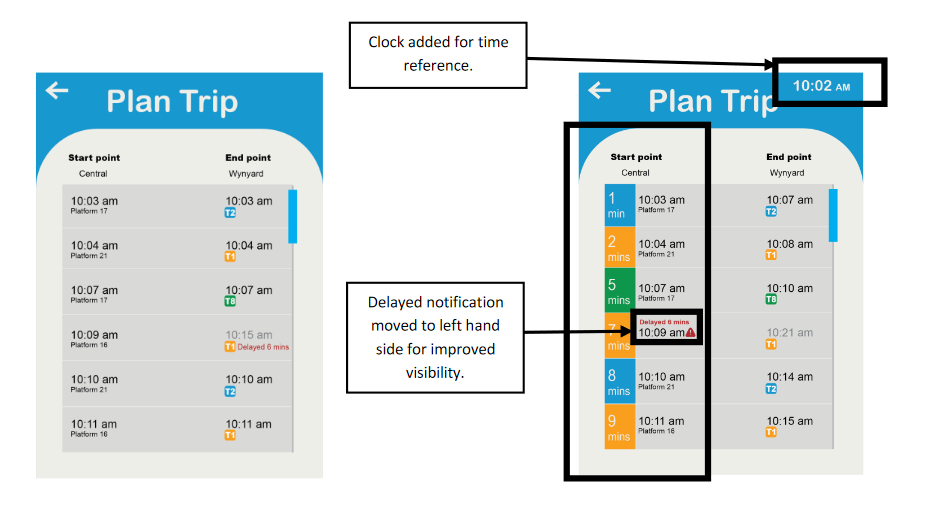 Clock added for time
reference.
Plan Trip
Start point End point
Central Wynyard
10:03 am 10:03 am
Platform 17 T2
10:04 am 10:04 am
Platform 21 T1
10:07 am 10:07 am
Platform 17 T8
10:09 am 10:15 am
Platform 16 T1 Delayed 6 mins
10:10 am 10:10 am
Platform 21 T2
10:11 am 10:11 am
Platform 16 T1
Delayed notification
moved to left hand
side for improved
visibility.
10:02 AM
Plan Trip
Start point End point
Central Wynyard
1 10:03 am 10:07 am
min Platform 17 T2
2 10:04 am 10:08 am
mins Platform 21 T1
5 10:07 am 10:10 am
mins Platform 17 T8
Delayed 6 mins
7 10:09 am 10:21 am
mins T1
8 10:10 am 10:14 am
mins Platform 21 T2
9 10:11 am 10:15 am
mins Platform 16 T1